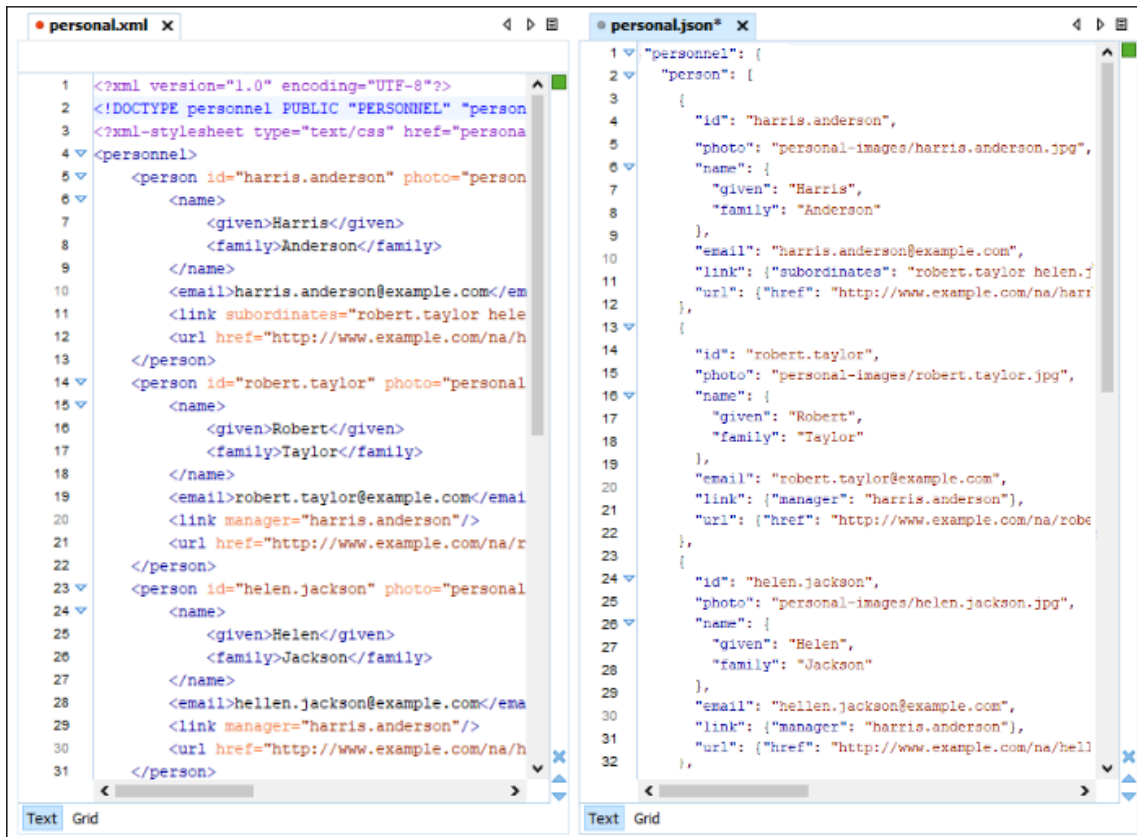 personal.xml
1 <?xml version="1.0" encoding="UTF-8"?>
2 <!DOCTYPE personnel PUBLIC "PERSONNEL" "person
3 <?xml-stylesheet type="text/css" href="persona
4 <personnel>
5 <person id="harris.anderson" photo="person
6 <name>
7 <given>Harris</given>
8 <family>Anderson</family>
9 </name>
10 <email>harris.anderson@example.com</em
11 <link subordinates="robert.taylor hele
12 <url href="http://www.example.com/na/h
13 </person>
14 <person id="robert.taylor" photo="personal
15 <name>
16 <given>Robert</given>
17 <family>Taylor</family>
18 </name>
19 <email>robert.taylor@example.com</emai
20 <link manager="harris.anderson"/>
21 <url href="http://www.example.com/na/r
22 </person>
23 <person id="helen.jackson" photo="personal
24 <name>
25 <given>Helen</given>
26 <family>Jackson</family>
27 </name>
28 <email>hellen.jackson@example.com</ema
29 <link manager="harris.anderson"/>
30 <url href="http://www.example.com/na/h
31 </person>
Text Grid
personal.json*
1 "personnel": {
2 "person": [
3 {
4 "id": "harris.anderson",
5 "photo": "personal-images/harris.anderson.jpg",
6 "name": {
7 "given": "Harris",
8 "family": "Anderson"
9 },
10 "email": "harris.anderson@example.com",
11 "link": {"subordinates": "robert.taylor helen.j
12 "url": {"href": "http://www.example.com/na/harr
},
13 {
14 "id": "robert.taylor",
15 "photo": "personal-images/robert.taylor.jpg",
16 "name": {
17 "given": "Robert",
18 "family": "Taylor"
19 },
20 "email": "robert.taylor@example.com",
21 "link": {"manager": "harris.anderson"},
22 "url": {"href": "http://www.example.com/na/robe
},
23 {
24 "id": "helen.jackson",
25 "photo": "personal-images/helen.jackson.jpg",
26 "name": {
27 "given": "Helen",
28 "family": "Jackson"
29 },
30 "email": "hellen.jackson@example.com",
31 "link": {"manager": "harris.anderson"},
32 "url": {"href": "http://www.example.com/na/hell
},
Text Grid